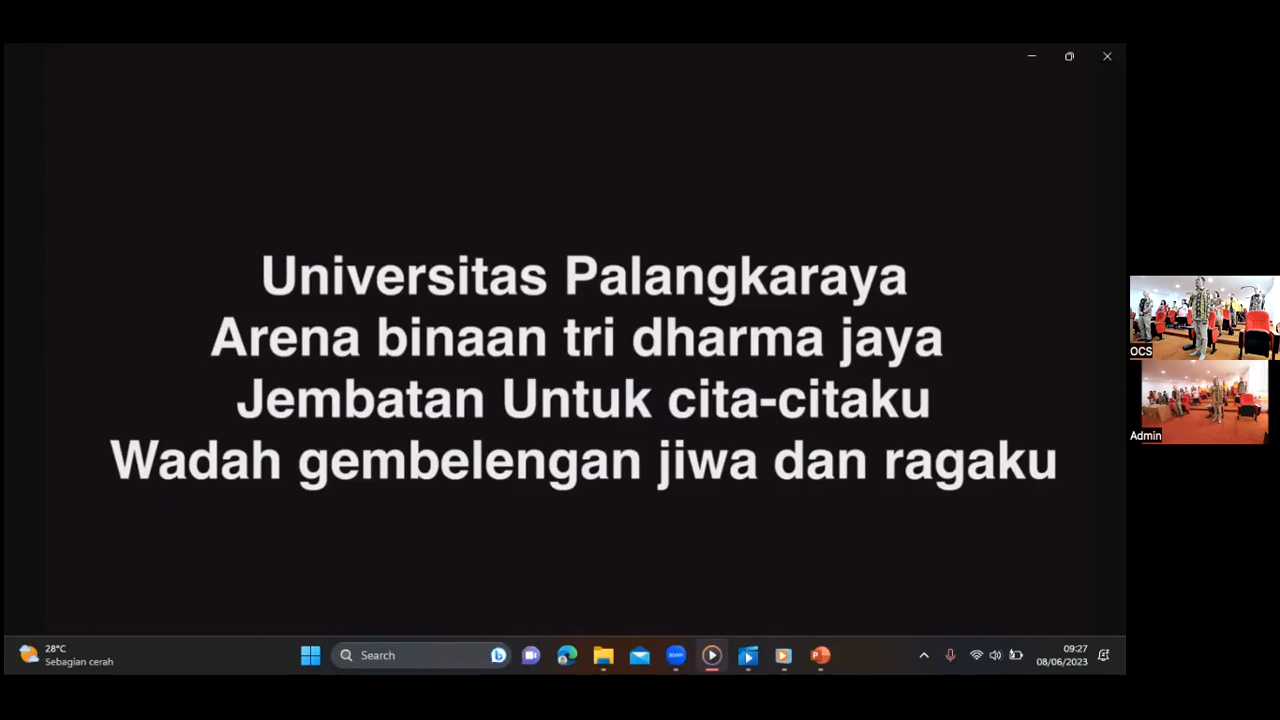 Universitas Palangkaraya
Arena binaan tri dharma jaya
Jembatan Untuk cita-citaku
Wadah gembelengan jiwa dan ragaku
OCS
Admin
28°C
Sebagian cerah
Search
zoom
09:27
08/06/2023